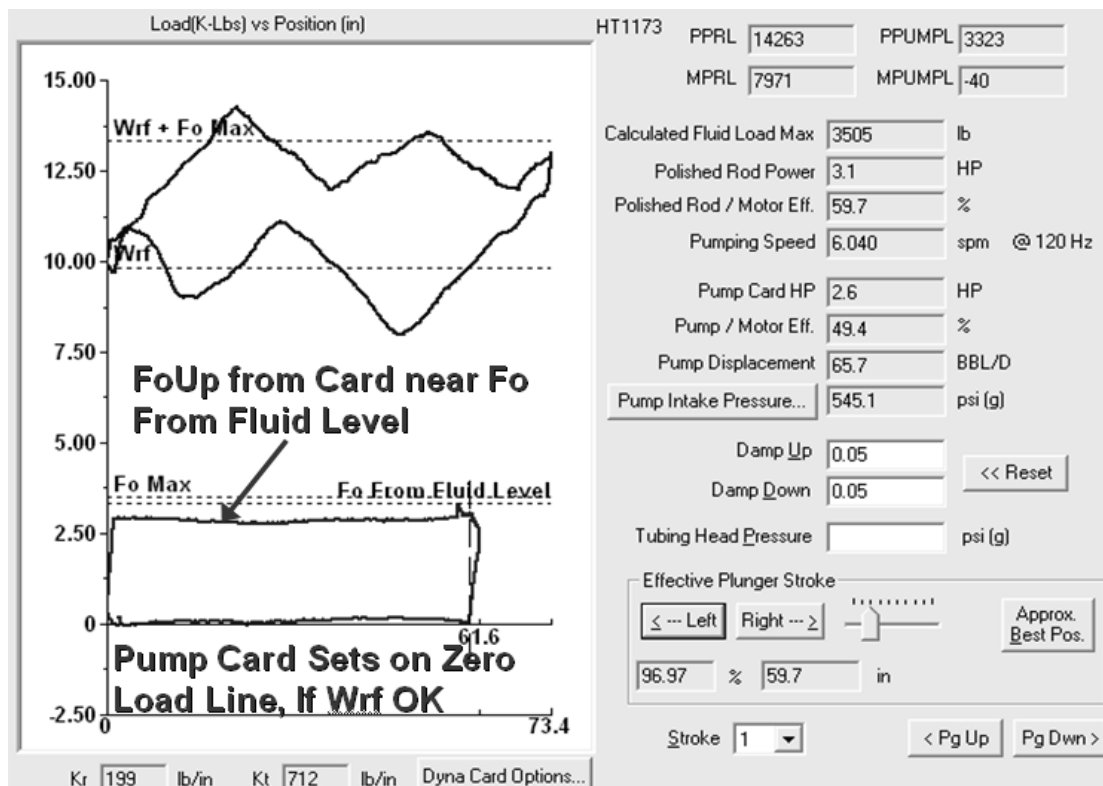 Load(K-Lbs) vs Position (in)
HT1173
PPRL 14263 PPUMPL 3323
MPRL 7971 MPUMPL -40
15.00
Wrf + Fo Max
12.50
10.00
Wrf
7.50
FoUp from Card near Fo
From Fluid Level
5.00
Fo Max
Fo From Fluid Level
2.50
0
61.6
Pump Card Sets on Zero
Load Line, If Wrf OK
-2.50
0
73.4
Kr 199 lb/in Kt 712 lb/in Dyna Card Options...
Calculated Fluid Load Max 3505 lb
Polished Rod Power 3.1 HP
Polished Rod / Motor Eff. 59.7 %
Pumping Speed 6.040 spm @ 120 Hz
Pump Card HP 2.6 HP
Pump / Motor Eff. 49.4 %
Pump Displacement 65.7 BBL/D
Pump Intake Pressure... 545.1 psi (g)
Damp Up 0.05
<< Reset
Damp Down 0.05
Tubing Head Pressure psi (g)
Effective Plunger Stroke
< --- Left Right --- >
Approx.
Best Pos.
96.97 % 59.7 in
Stroke 1 < Pg Up Pg Dwn >